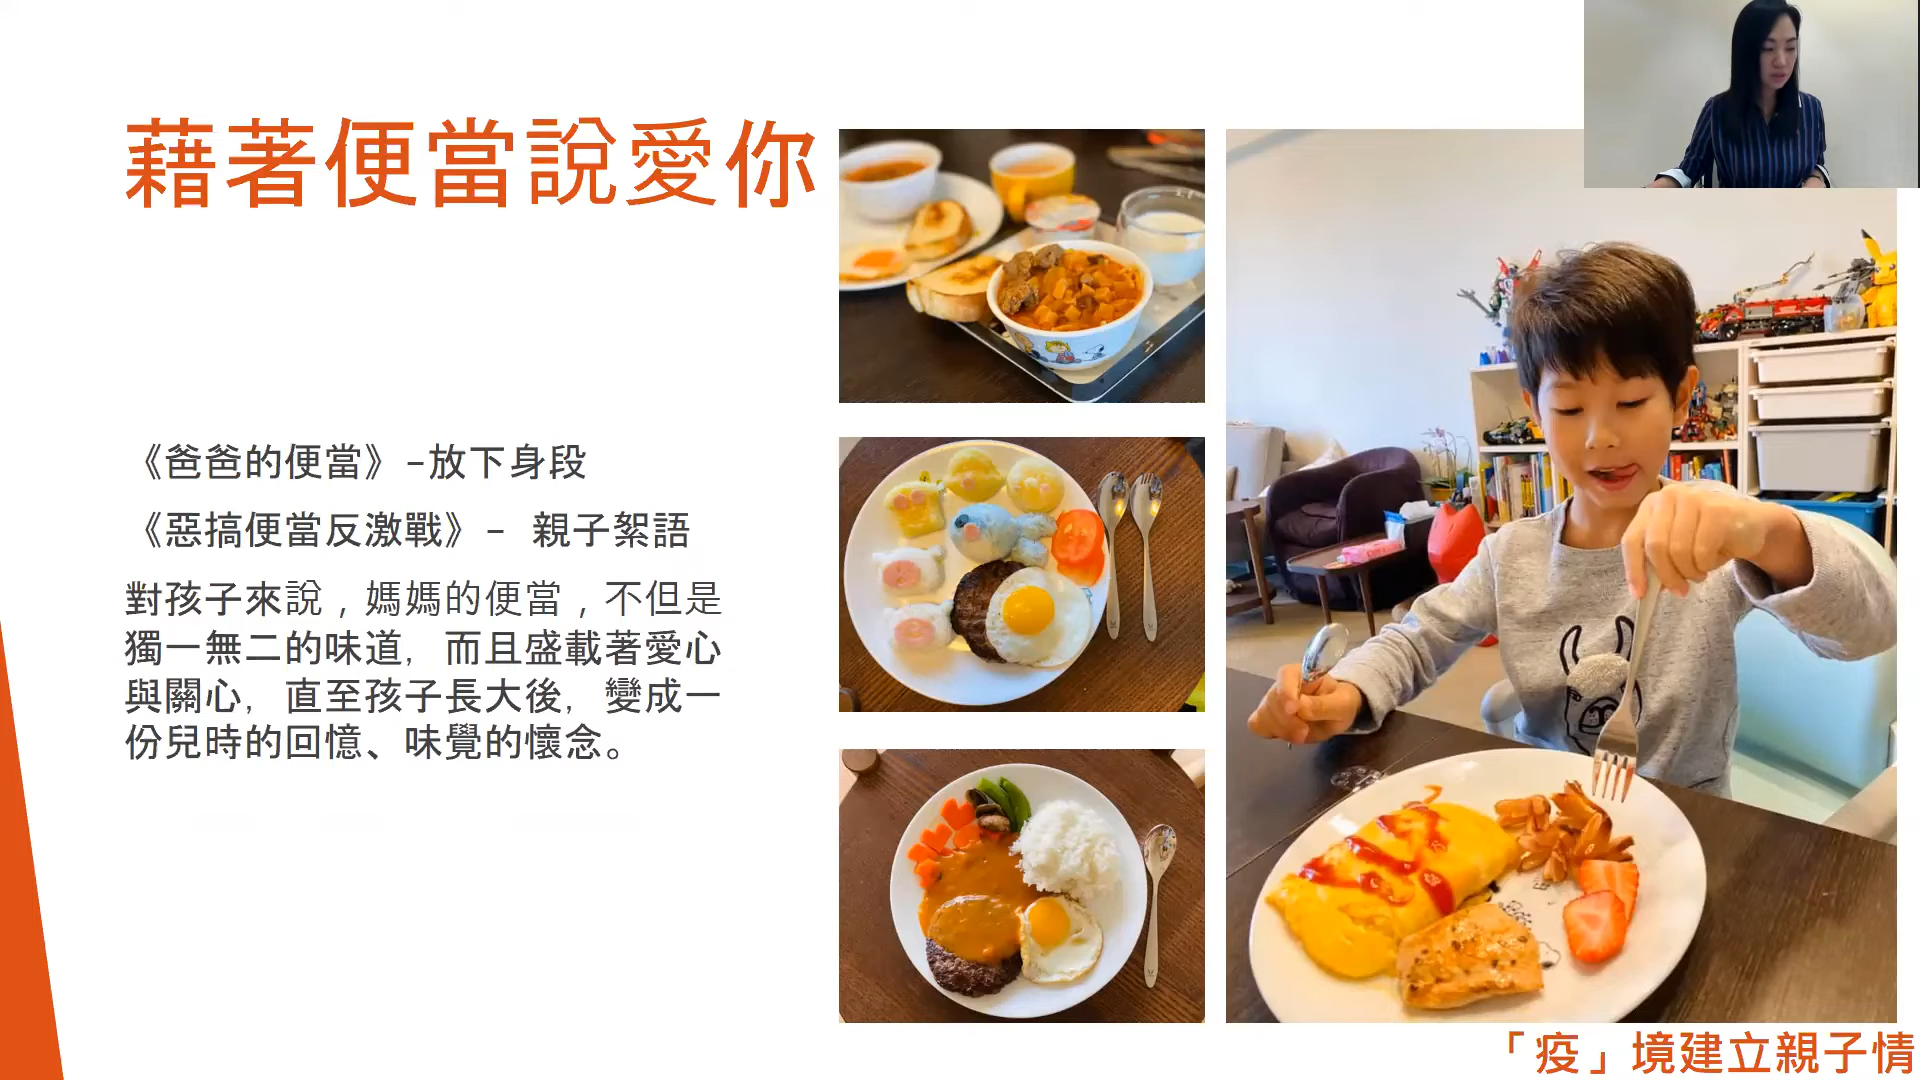 藉著便當說愛你
《爸爸的便當》–放下身段
《惡搞便當反激戰》– 親子絮語
對孩子來說，媽媽的便當，不但是
獨一無二的味道，而且盛載著愛心
與關心，直至孩子長大後，變成一
份兒時的回憶、味覺的懷念。
「疫」境建立親子情